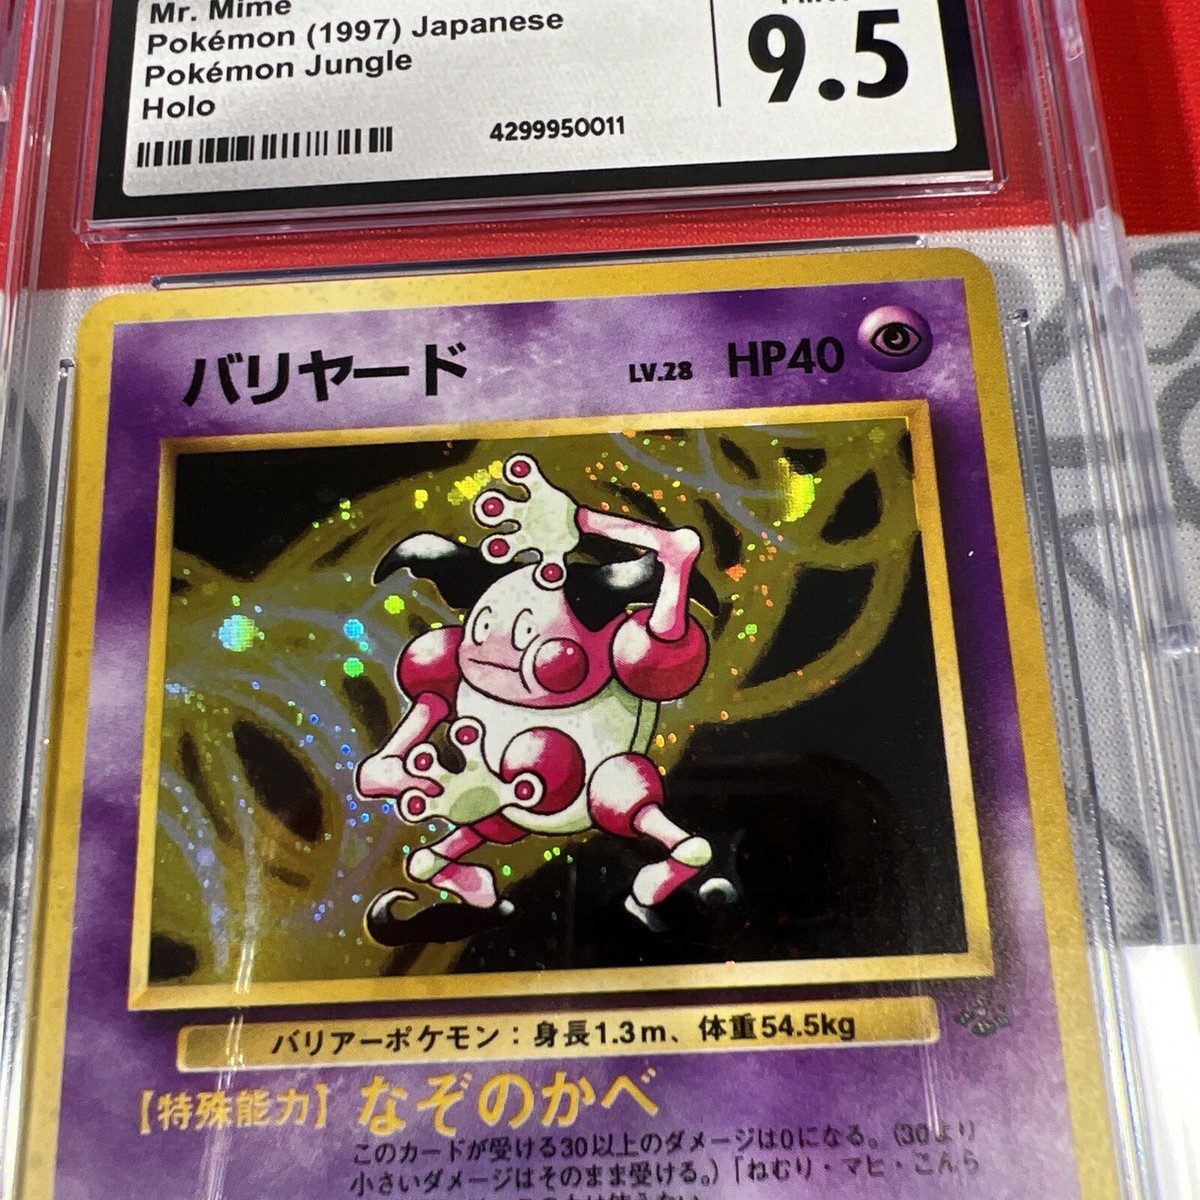 Mr. Mime
Pokémon (1997) Japanese
Pokémon Jungle
Holo
4299950011
9.5
バリヤード LV.28 HP40
バリアーポケモン：身長1.3m、体重54.5kg
【特殊能力】なぞのかべ
このカードが受ける30以上のダメージは0になる。（30より
小さいダメージはそのまま受ける。）「ねむり・マヒ・こんら